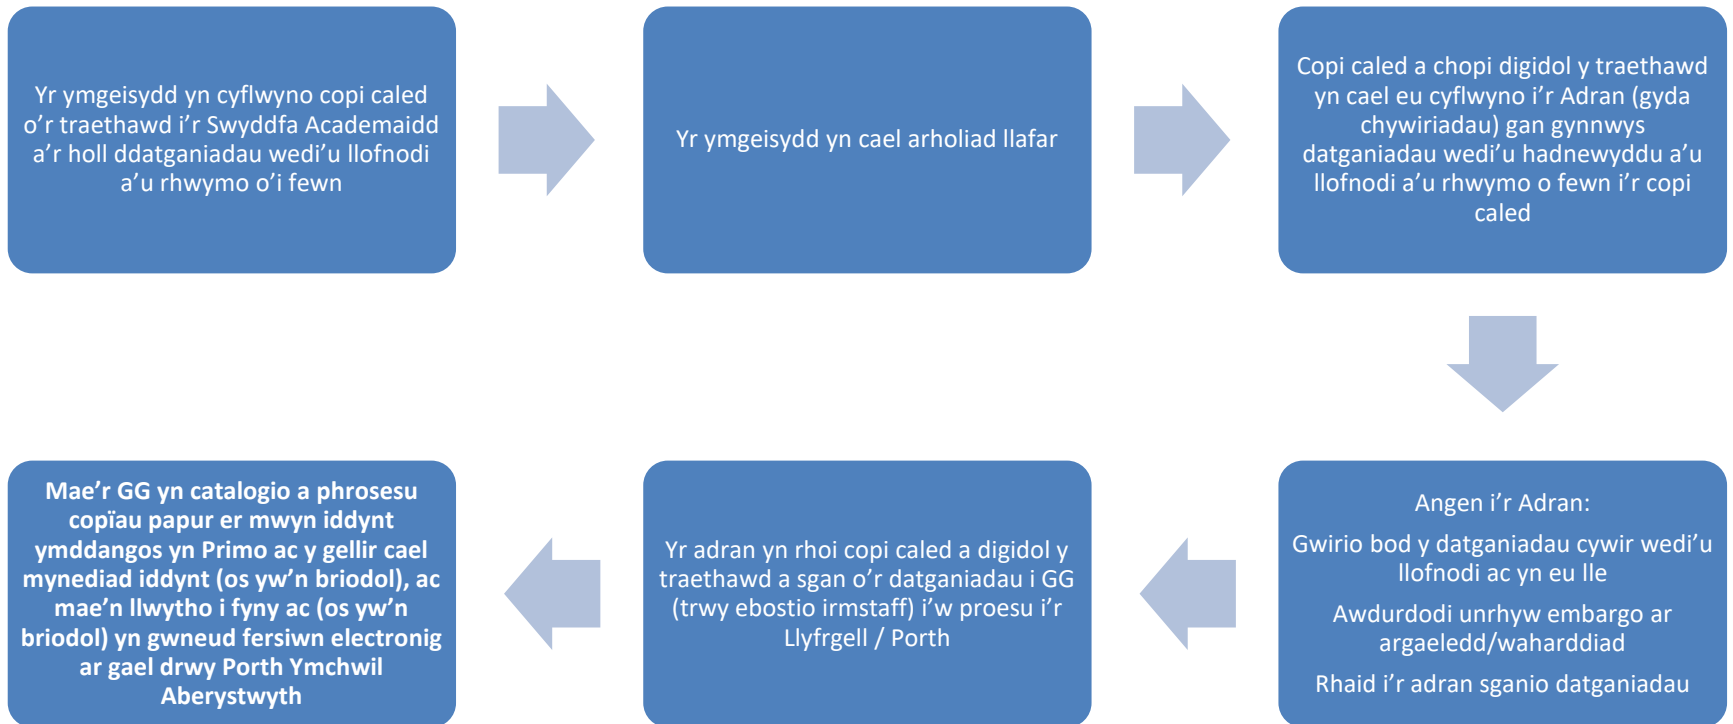 Yr ymgeisydd yn cyflwyno copi caled
o’r traethawd i’r Swyddfa Academaidd
a’r holl ddatganiadau wedi’u llofnodi
a’u rhwymo o’i fewn
Yr ymgeisydd yn cael arholiad llafar
Copi caled a chopi digidol y traethawd
yn cael eu cyflwyno i’r Adran (gyda
chywiriadau) gan gynnwys
datganiadau wedi’u hadnewyddu a’u
llofnodi a’u rhwymo o fewn i’r copi
caled
Angen i’r Adran:
Gwirio bod y datganiadau cywir wedi’u
llofnodi ac yn eu lle
Awdurdodi unrhyw embargo ar
argaeledd/waharddiad
Rhaid i’r adran sganio datganiadau
Yr adran yn rhoi copi caled a digidol y
traethawd a sgan o’r datganiadau i GG
(trwy ebostio irmstaff) i’w proesu i’r
Llyfrgell / Porth
Mae’r GG yn catalogio a phrosesu
copïau papur er mwyn iddynt
ymddangos yn Primo ac y gellir cael
mynediad iddynt (os yw’n briodol), ac
mae’n llwytho i fyny ac (os yw’n
briodol) yn gwneud fersiwn electronig
ar gael drwy Porth Ymchwil
Aberystwyth